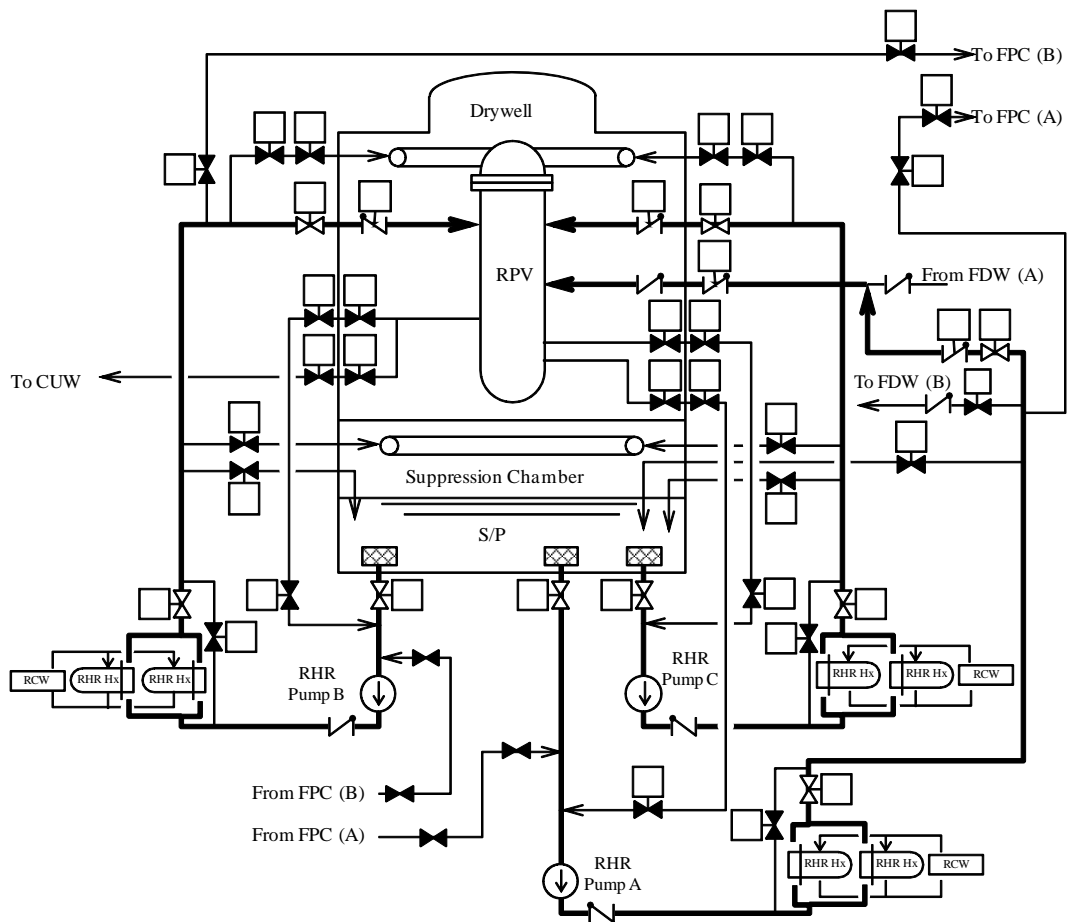 To FPC (B)
To FPC (A)
Drywell
RPV
From FDW (A)
To CUW
To FDW (B)
Suppression Chamber
S/P
RCW
RHR Hx
RHR Hx
RHR
Pump B
RHR
Pump C
RHR Hx
RHR Hx
RCW
From FPC (B)
From FPC (A)
RHR
Pump A
RHR Hx
RHR Hx
RCW